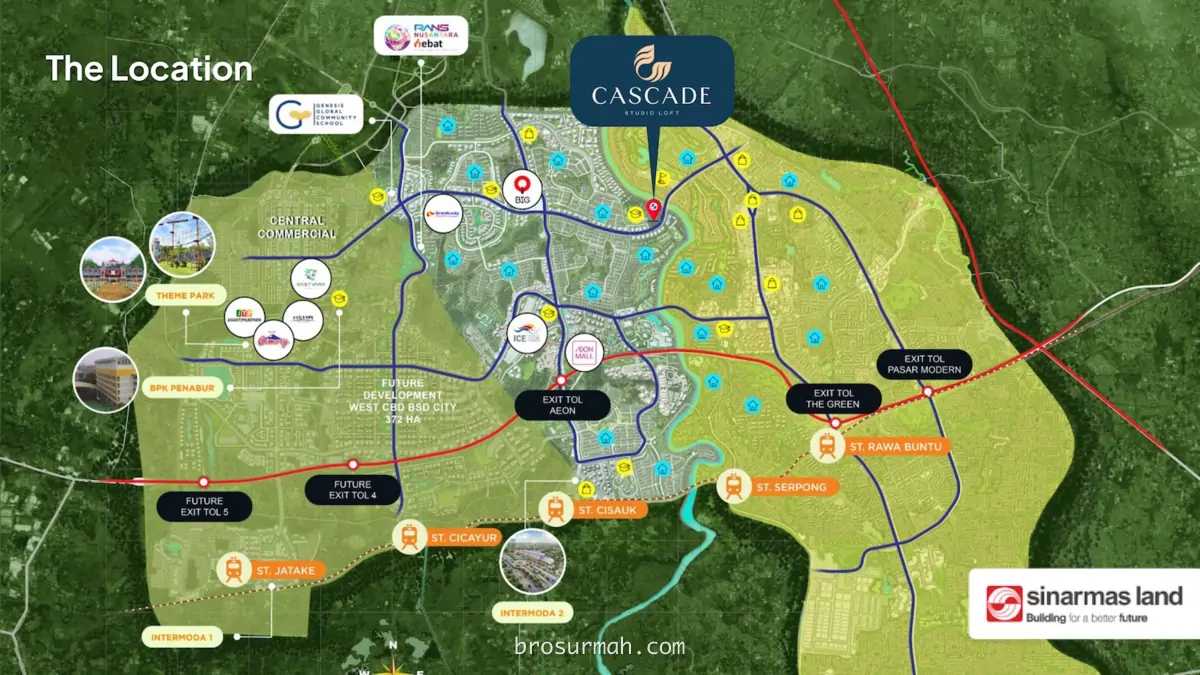 The Location
RANS
NUSANTARA
Hebat
GENESIS
GLOBAL
COMMUNITY
SCHOOL
CASCADE
STUDIO LOFT
BIG
CENTRAL
COMMERCIAL
EASTVARA
THEME PARK
ICE
AEON
MALL
BPK PENABUR
FUTURE
DEVELOPMENT
WEST CBD BSD CITY
372 HA
EXIT TOL
AEON
EXIT TOL
PASAR MODERN
EXIT TOL
THE GREEN
ST. RAWA BUNTU
FUTURE
EXIT TOL 5
FUTURE
EXIT TOL 4
ST. SERPONG
ST. CISAUK
ST. CICAYUR
ST. JATAKE
INTERMODA 2
INTERMODA 1
sinarmas land
Building for a better future
brosurmah.com
N
W
E